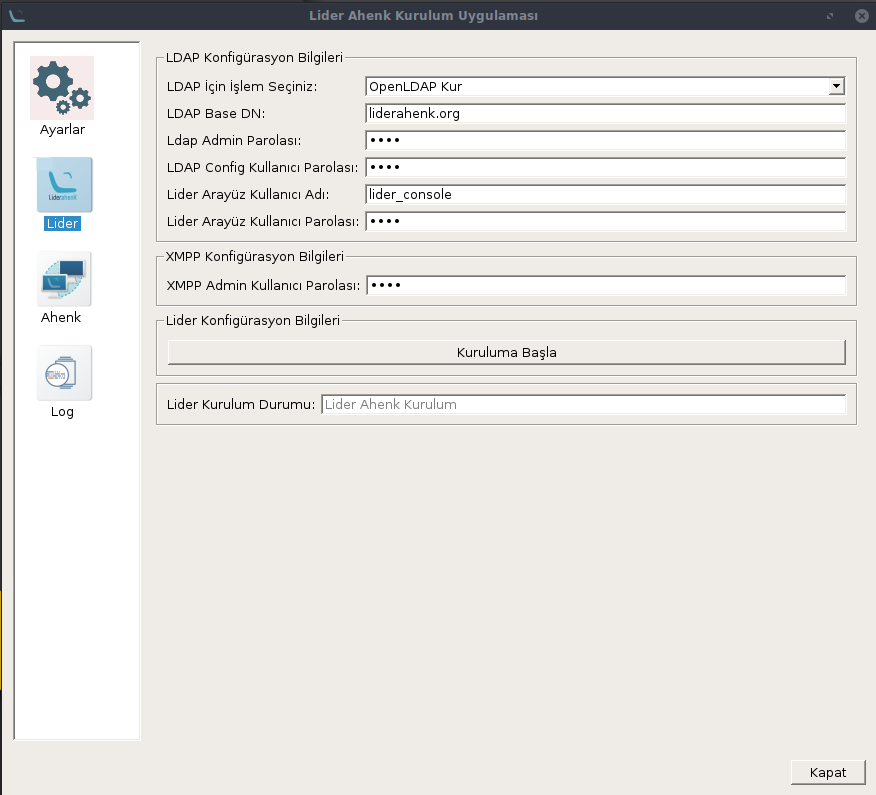 Lider Ahenk Kurulum Uygulaması
Ayarlar
Liderahenk
Lider
Ahenk
Log
LDAP Konfigürasyon Bilgileri
LDAP İçin İşlem Seçiniz: OpenLDAP Kur
LDAP Base DN: liderahenk.org
Ldap Admin Parolası: ••••
LDAP Config Kullanıcı Parolası: ••••
Lider Arayüz Kullanıcı Adı: lider_console
Lider Arayüz Kullanıcı Parolası: ••••
XMPP Konfigürasyon Bilgileri
XMPP Admin Kullanıcı Parolası: ••••
Lider Konfigürasyon Bilgileri
Kuruluma Başla
Lider Kurulum Durumu: Lider Ahenk Kurulum
Kapat